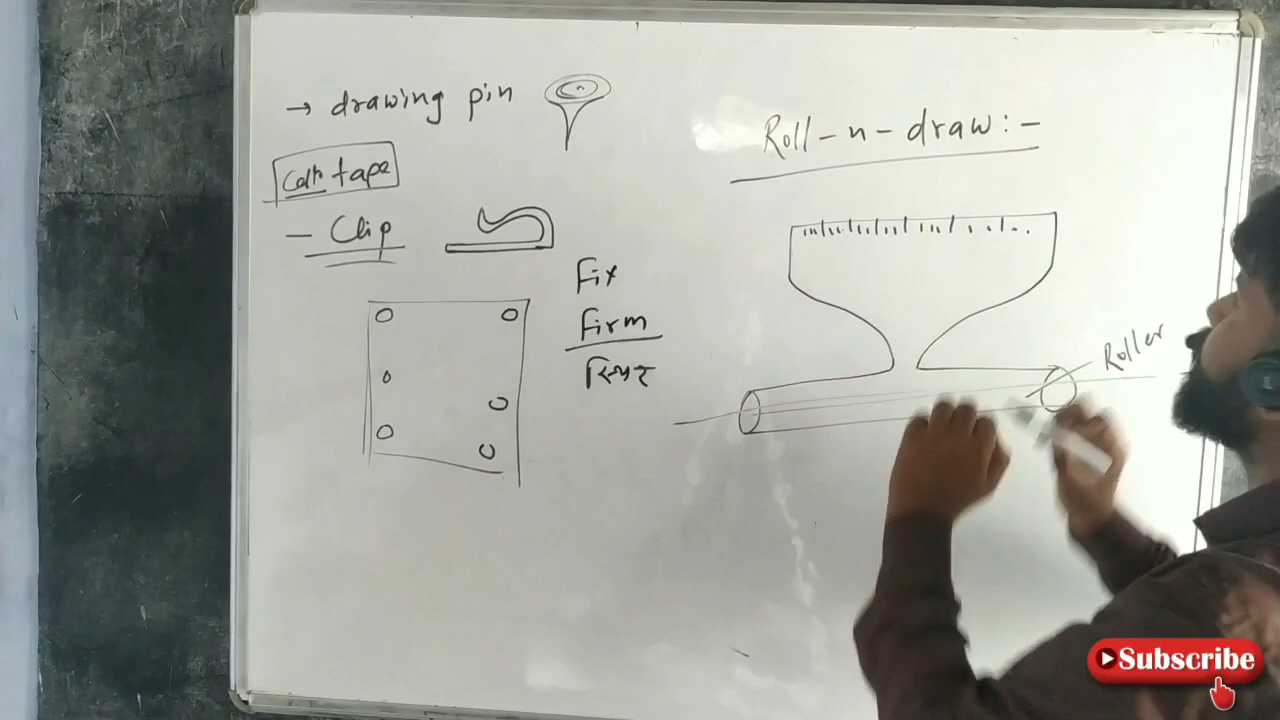 → drawing pin
Cello tape
- Clip
Fix
Firm
स्थिर
Roll-n-draw:-
Roller
Subscribe